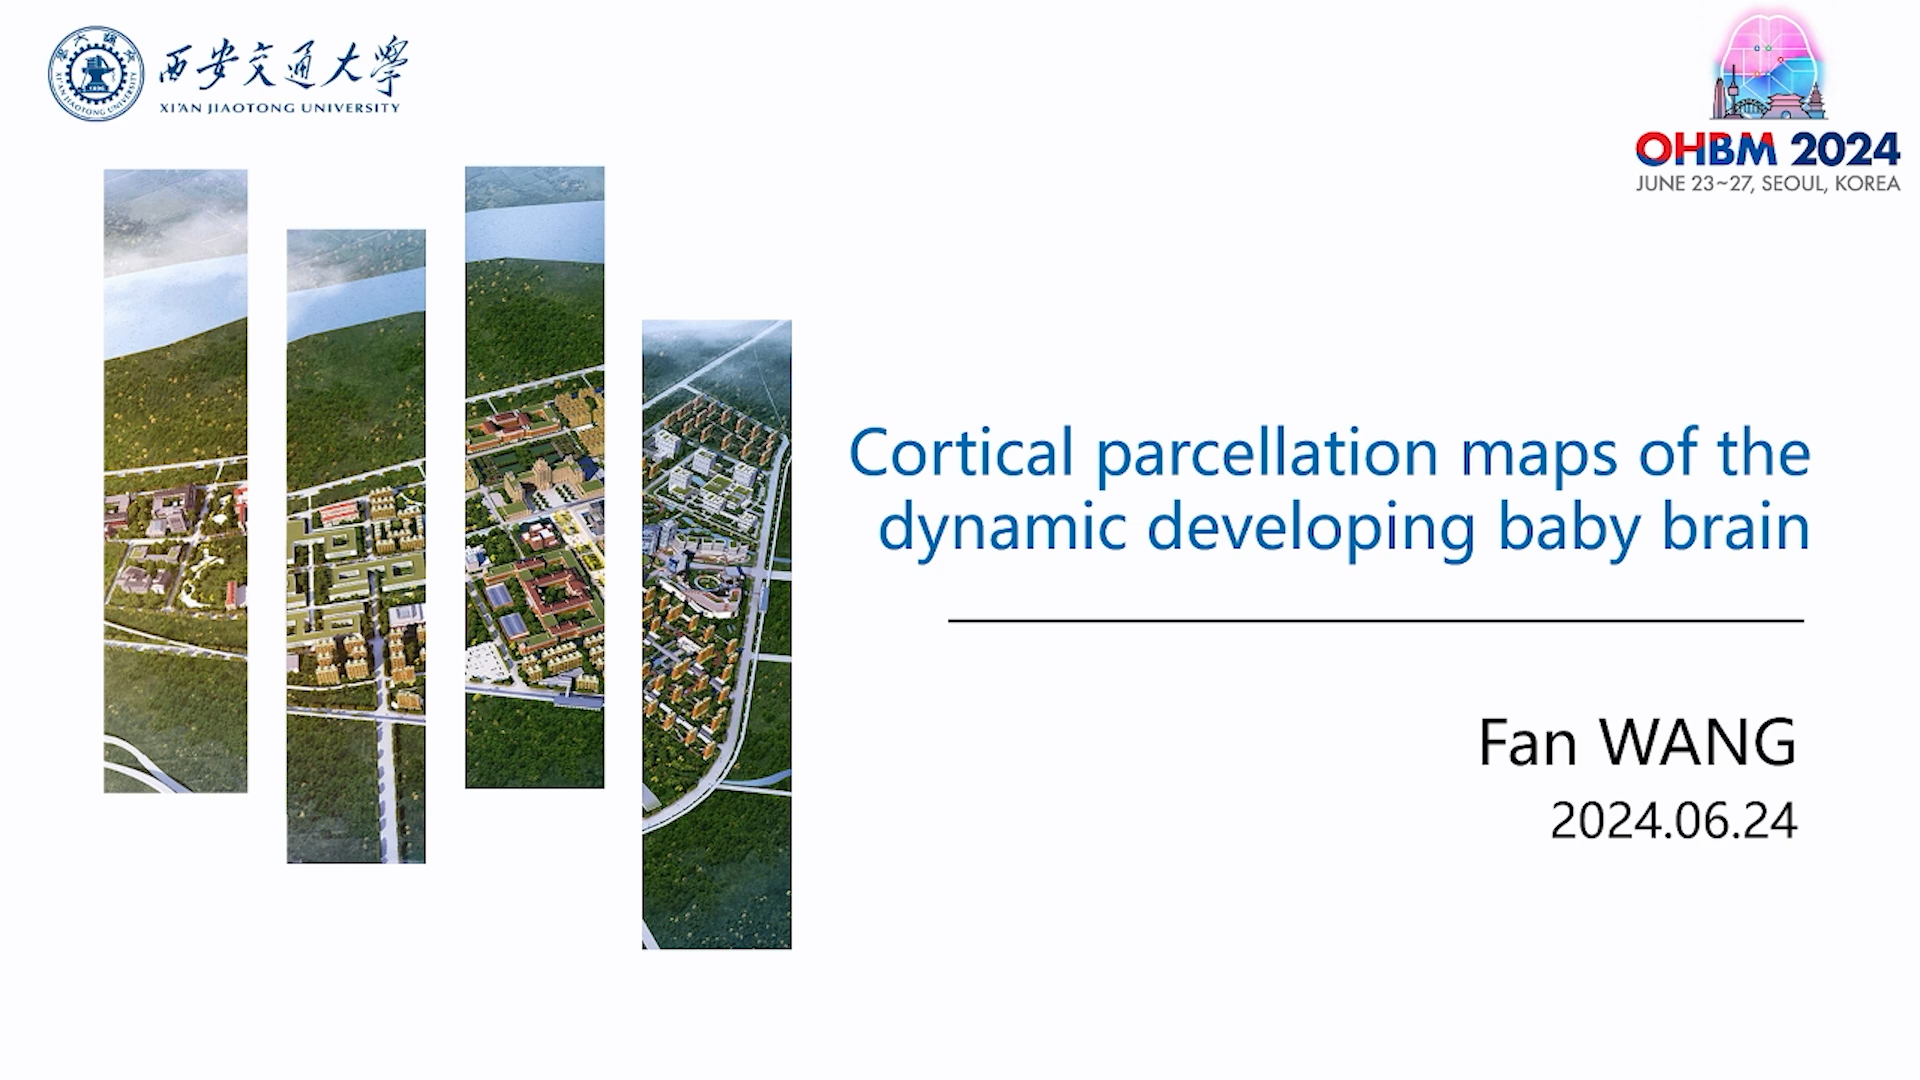 西安交通大学
XI'AN JIAOTONG UNIVERSITY
OHBM 2024
JUNE 23~27, SEOUL, KOREA
Cortical parcellation maps of the
dynamic developing baby brain
Fan WANG
2024.06.24